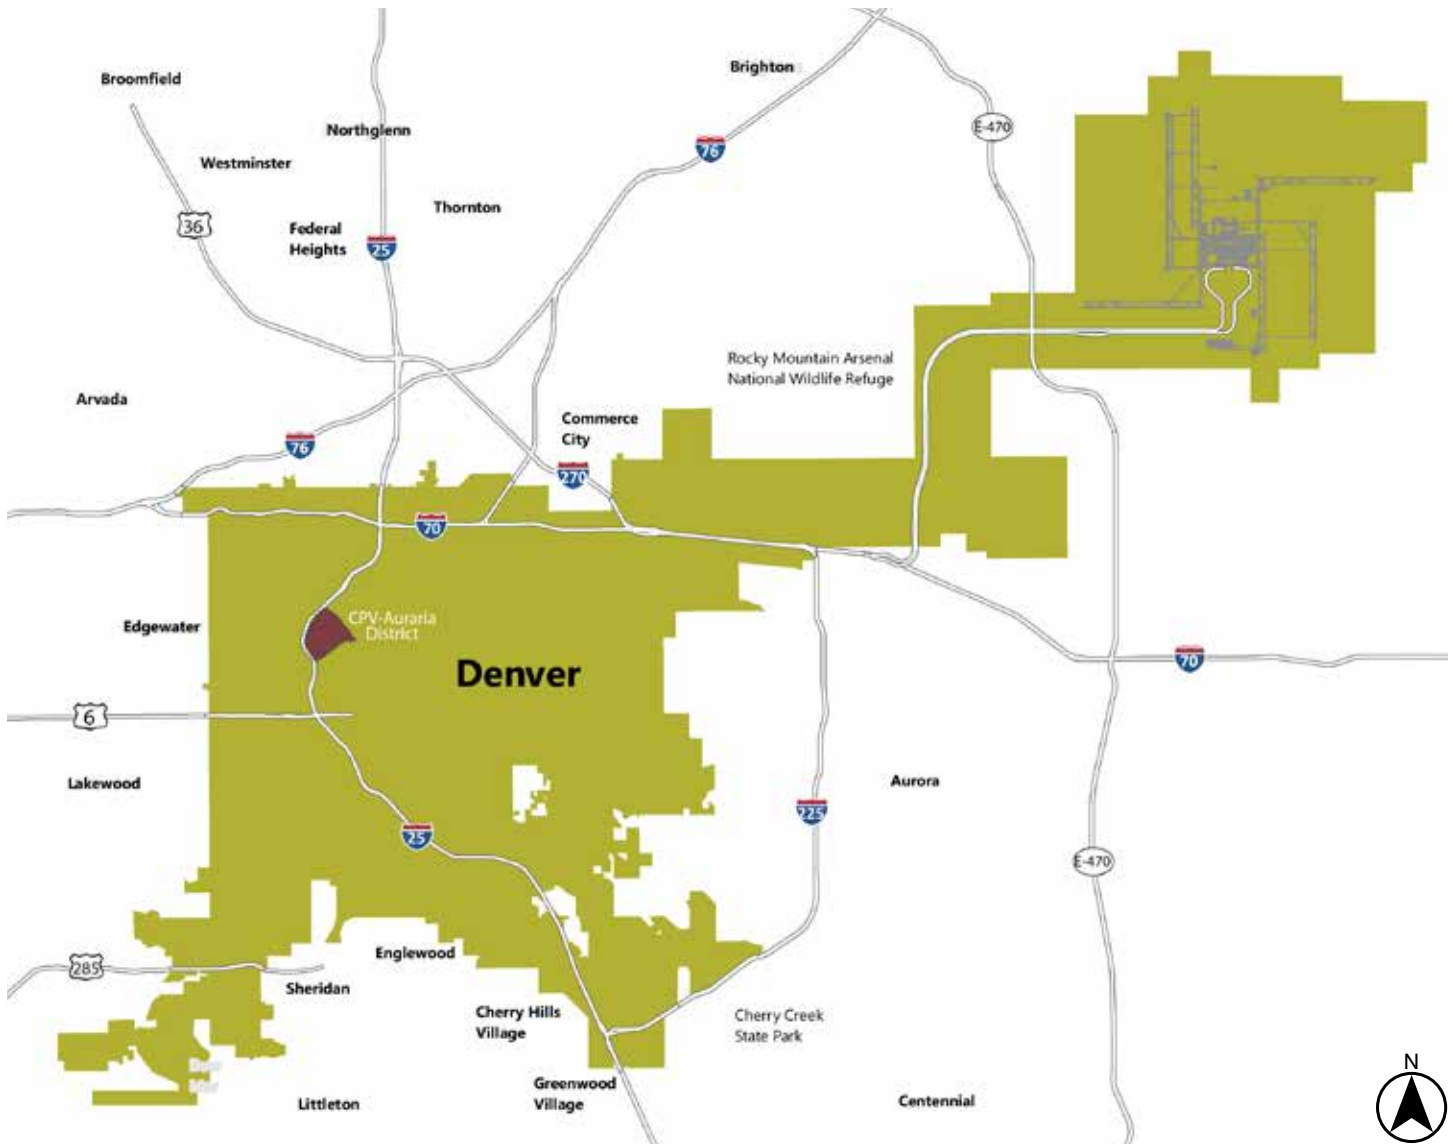 Broomfield
Brighton
E-470
Northglenn
76
Westminster
Thornton
36
Federal
Heights
25
Rocky Mountain Arsenal
National Wildlife Refuge
Arvada
Commerce
City
76
270
70
CPV-Auraria
District
Edgewater
Denver
70
6
Lakewood
Aurora
225
25
E-470
Englewood
285
Sheridan
Cherry Hills
Village
Cherry Creek
State Park
N
Greenwood
Village
Centennial
Littleton